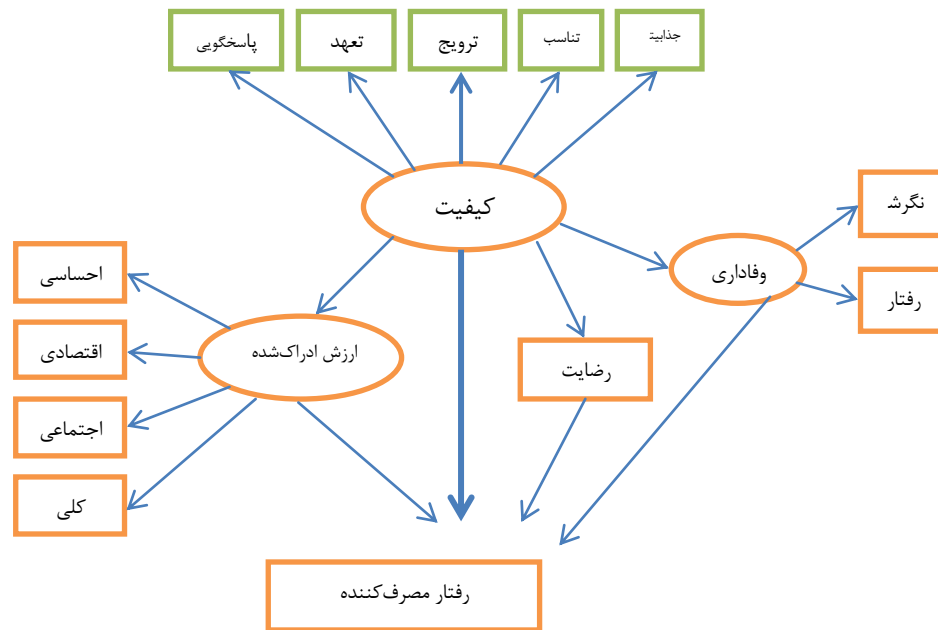 جذابیت
تناسب
ترویج
تعهد
پاسخگویی
کیفیت
نگرش
وفاداری
رفتار
احساسی
ارزش ادراک‌شده
اقتصادی
رضایت
اجتماعی
کلی
رفتار مصرف‌کننده